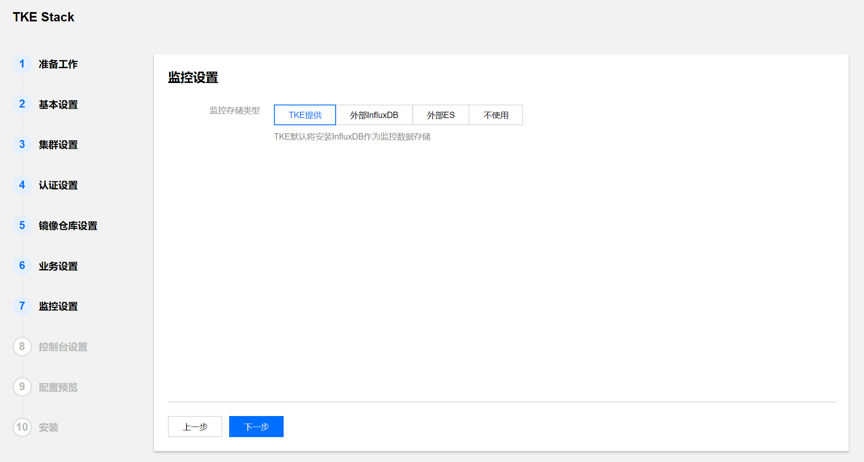 TKE Stack
1 准备工作
2 基本设置
3 集群设置
4 认证设置
5 镜像仓库设置
6 业务设置
7 监控设置
8 控制台设置
9 配置预览
10 安装
监控设置
监控存储类型 TKE提供 外部InfluxDB 外部ES 不使用
TKE默认将安装InfluxDB作为监控数据存储
上一步 下一步